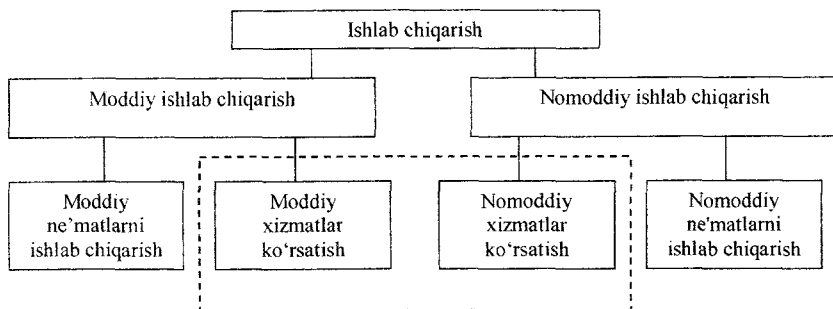 Ishlab chiqarish
Moddiy ishlab chiqarish
Nomoddiy ishlab chiqarish
Moddiy
ne’matlarni
ishlab chiqarish
Moddiy
xizmatlar
ko‘rsatish
Nomoddiy
xizmatlar
ko‘rsatish
Nomoddiy
ne'matlarni
ishlab chiqarish